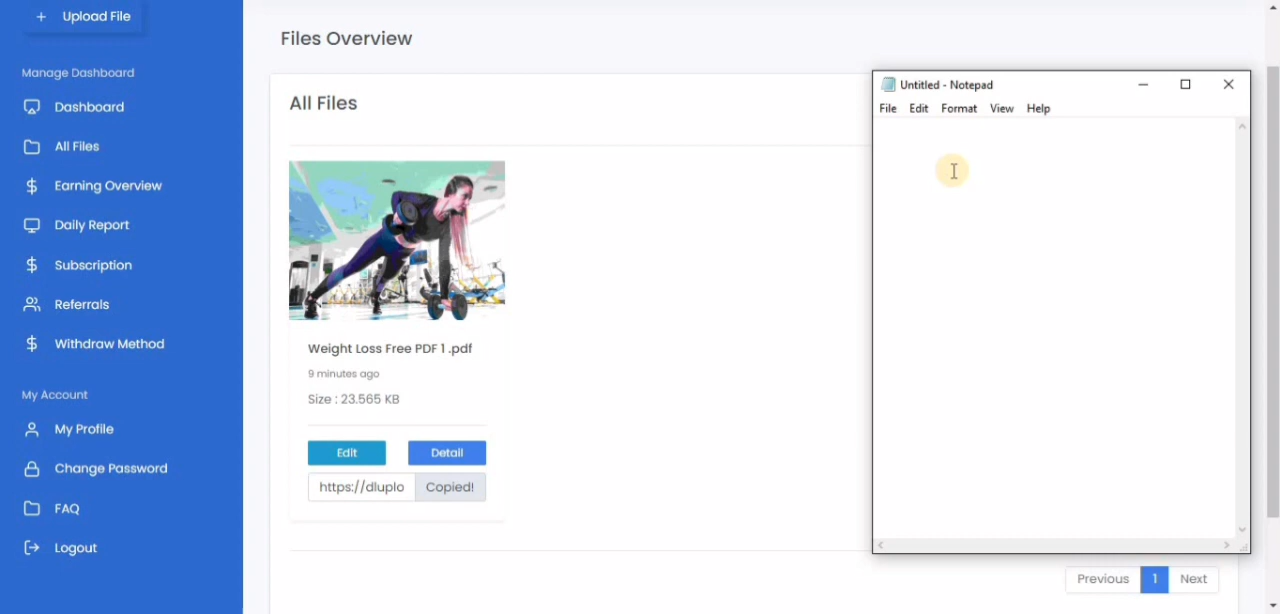 + Upload File
Manage Dashboard
Dashboard
All Files
$ Earning Overview
Daily Report
$ Subscription
Referrals
$ Withdraw Method
My Account
My Profile
Change Password
FAQ
Logout
Files Overview
All Files
Weight Loss Free PDF 1 .pdf
9 minutes ago
Size : 23.565 KB
Edit Detail
https://dluplo Copied!
Previous 1 Next
Untitled - Notepad
File Edit Format View Help